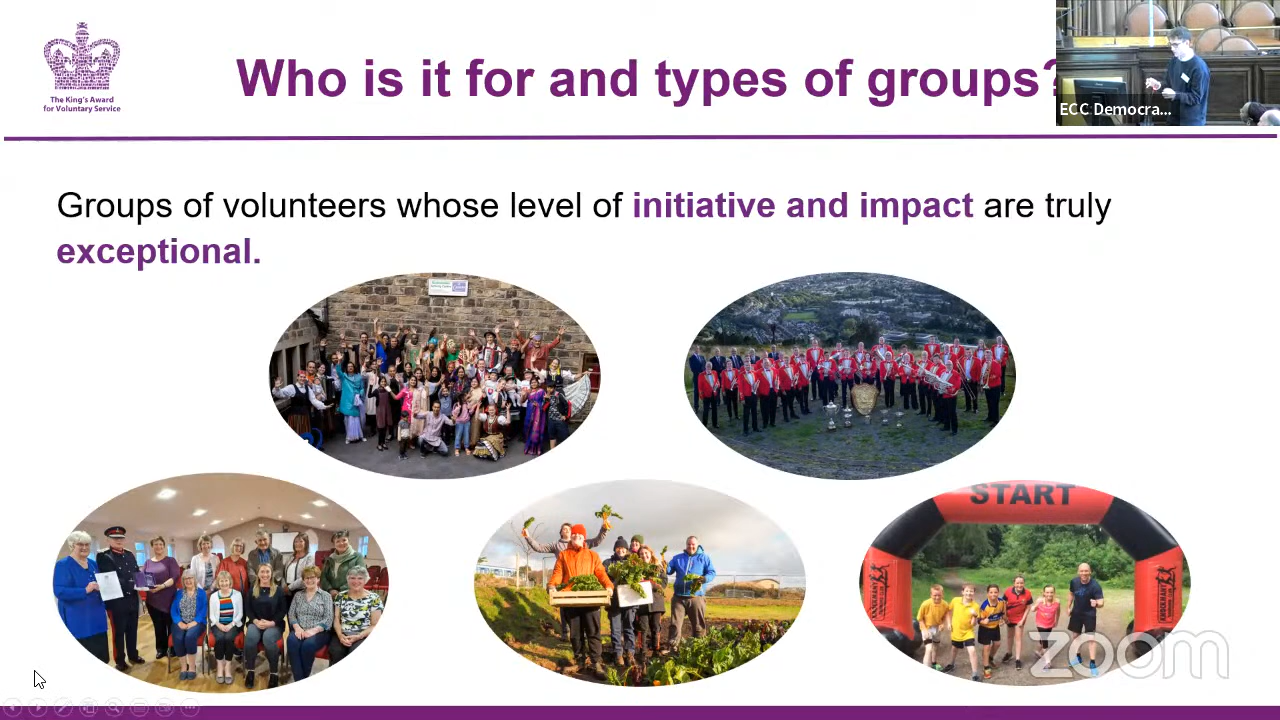 The King's Award
for Voluntary Service
Who is it for and types of groups?
ECC Democra...
Groups of volunteers whose level of initiative and impact are truly
exceptional.
START
KNOCKMANY
zoom